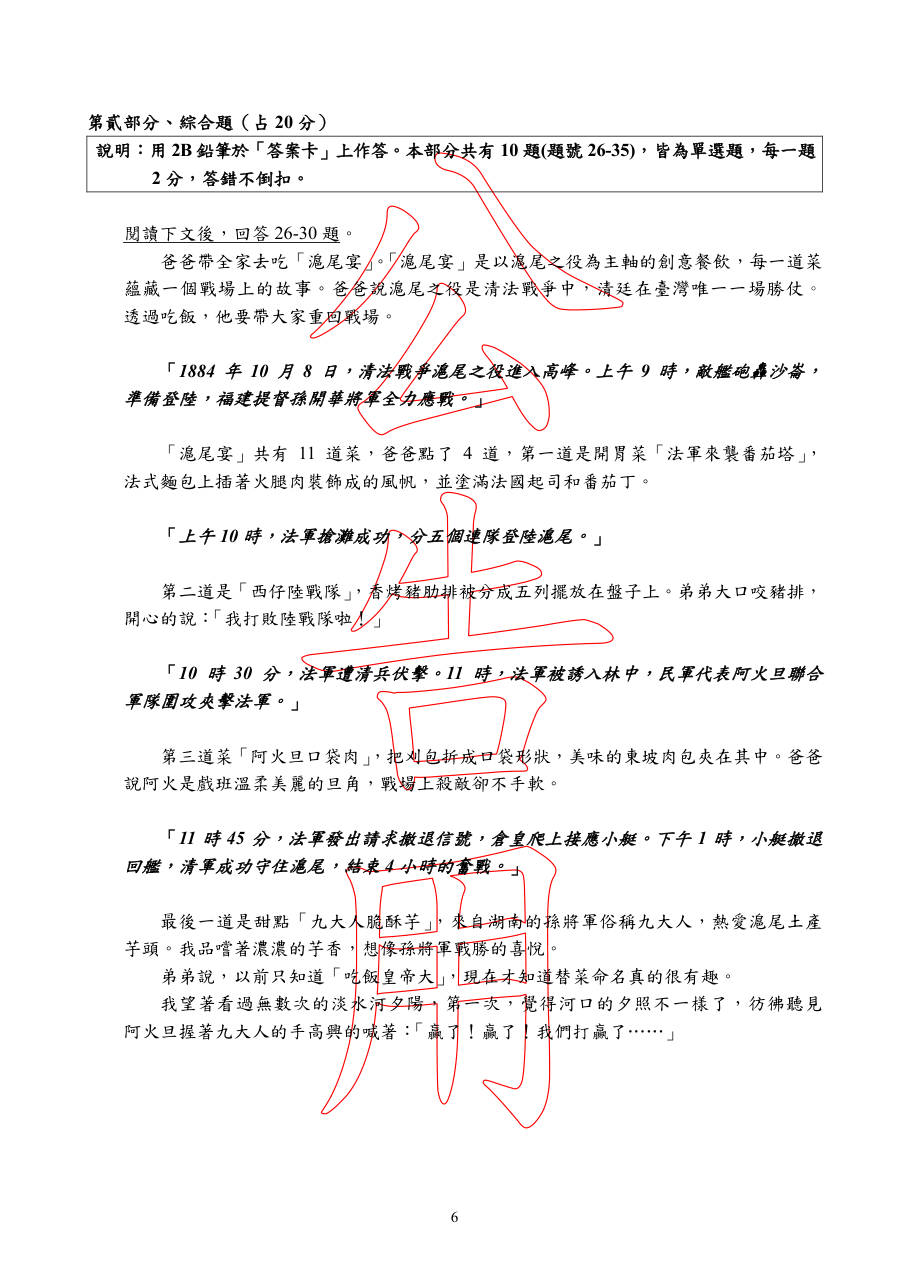 第貳部分、綜合題（占 20 分）
說明：用 2B 鉛筆於「答案卡」上作答。本部分共有 10 題(題號 26-35)，皆為單選題，每一題
2 分，答錯不倒扣。
閱讀下文後，回答 26-30 題。
爸爸帶全家去吃「滬尾宴」。「滬尾宴」是以滬尾之役為主軸的創意餐飲，每一道菜
蘊藏一個戰場上的故事。爸爸說滬尾之役是清法戰爭中，清廷在臺灣唯一一場勝仗。
透過吃飯，他要帶大家重回戰場。
「1884 年 10 月 8 日，清法戰爭滬尾之役進入高峰。上午 9 時，敵艦砲轟沙崙，
準備登陸，福建提督孫開華將軍全力應戰。」
「滬尾宴」共有 11 道菜，爸爸點了 4 道，第一道是開胃菜「法軍來襲番茄塔」，
法式麵包上插著火腿肉裝飾成的風帆，並塗滿法國起司和番茄丁。
「上午 10 時，法軍搶灘成功，分五個連隊登陸滬尾。」
第二道是「西仔陸戰隊」，香烤豬肋排被分成五列擺放在盤子上。弟弟大口咬豬排，
開心的說：「我打敗陸戰隊啦！」
「10 時 30 分，法軍遭清兵伏擊。11 時，法軍被誘入林中，民軍代表阿火旦聯合
軍隊圍攻夾擊法軍。」
第三道菜「阿火旦口袋肉」，把刈包折成口袋形狀，美味的東坡肉包夾在其中。爸爸
說阿火是戲班溫柔美麗的旦角，戰場上殺敵卻不手軟。
「11 時 45 分，法軍發出請求撤退信號，倉皇爬上接應小艇。下午 1 時，小艇撤退
回艦，清軍成功守住滬尾，結束 4 小時的奮戰。」
最後一道是甜點「九大人脆酥芋」，來自湖南的孫將軍俗稱九大人，熱愛滬尾土產
芋頭。我品嚐著濃濃的芋香，想像孫將軍戰勝的喜悅。
弟弟說，以前只知道「吃飯皇帝大」，現在才知道替菜命名真的很有趣。
我望著看過無數次的淡水河夕陽，第一次，覺得河口的夕照不一樣了，彷彿聽見
阿火旦握著九大人的手高興的喊著：「贏了！贏了！我們打贏了……」
公告用
6